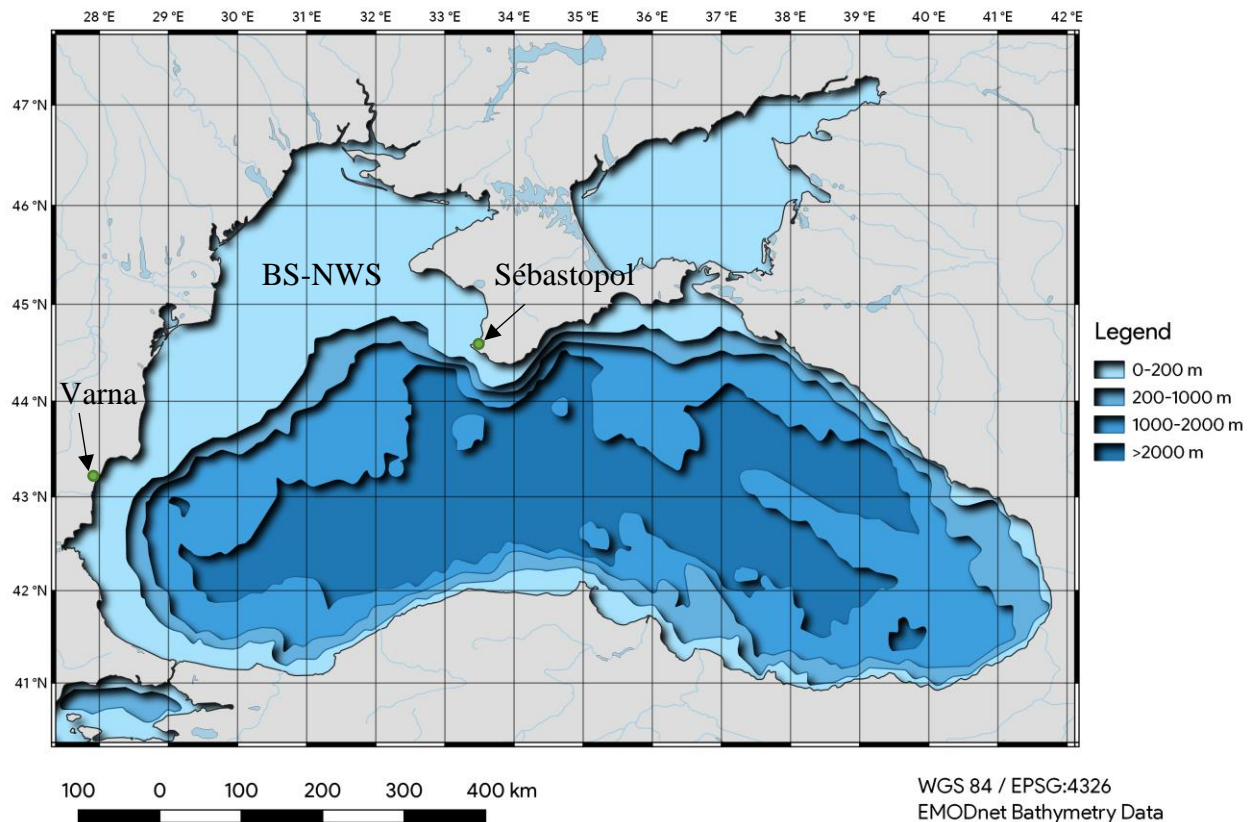 28°E 29°E 30°E 31°E 32°E 33°E 34°E 35°E 36°E 37°E 38°E 39°E 40°E 41°E 42°E
47°N
46°N
BS-NWS
Sébastopol
45°N
Legend
0-200 m
Varna
44°N
200-1000 m
1000-2000 m
>2000 m
43°N
42°N
41°N
100 0 100 200 300 400 km
WGS 84 / EPSG:4326
EMODnet Bathymetry Data